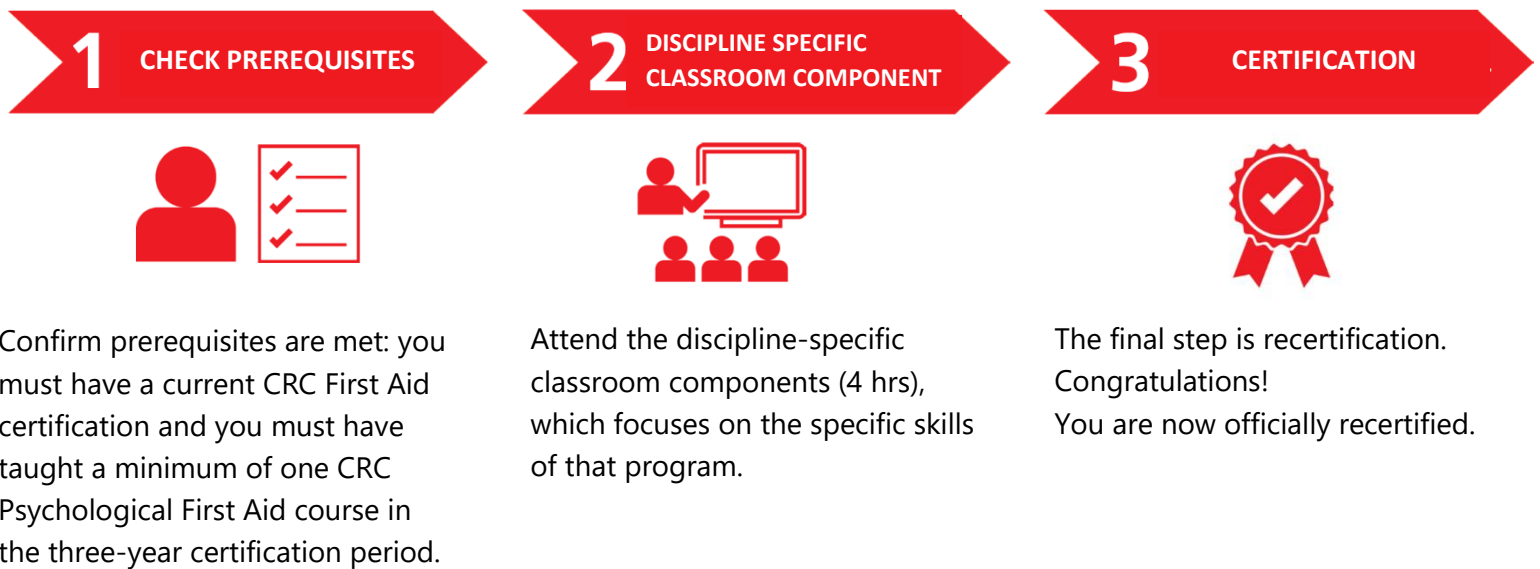 1 CHECK PREREQUISITES
2 DISCIPLINE SPECIFIC
CLASSROOM COMPONENT
3 CERTIFICATION
Confirm prerequisites are met: you
must have a current CRC First Aid
certification and you must have
taught a minimum of one CRC
Psychological First Aid course in
the three-year certification period.
Attend the discipline-specific
classroom components (4 hrs),
which focuses on the specific skills
of that program.
The final step is recertification.
Congratulations!
You are now officially recertified.